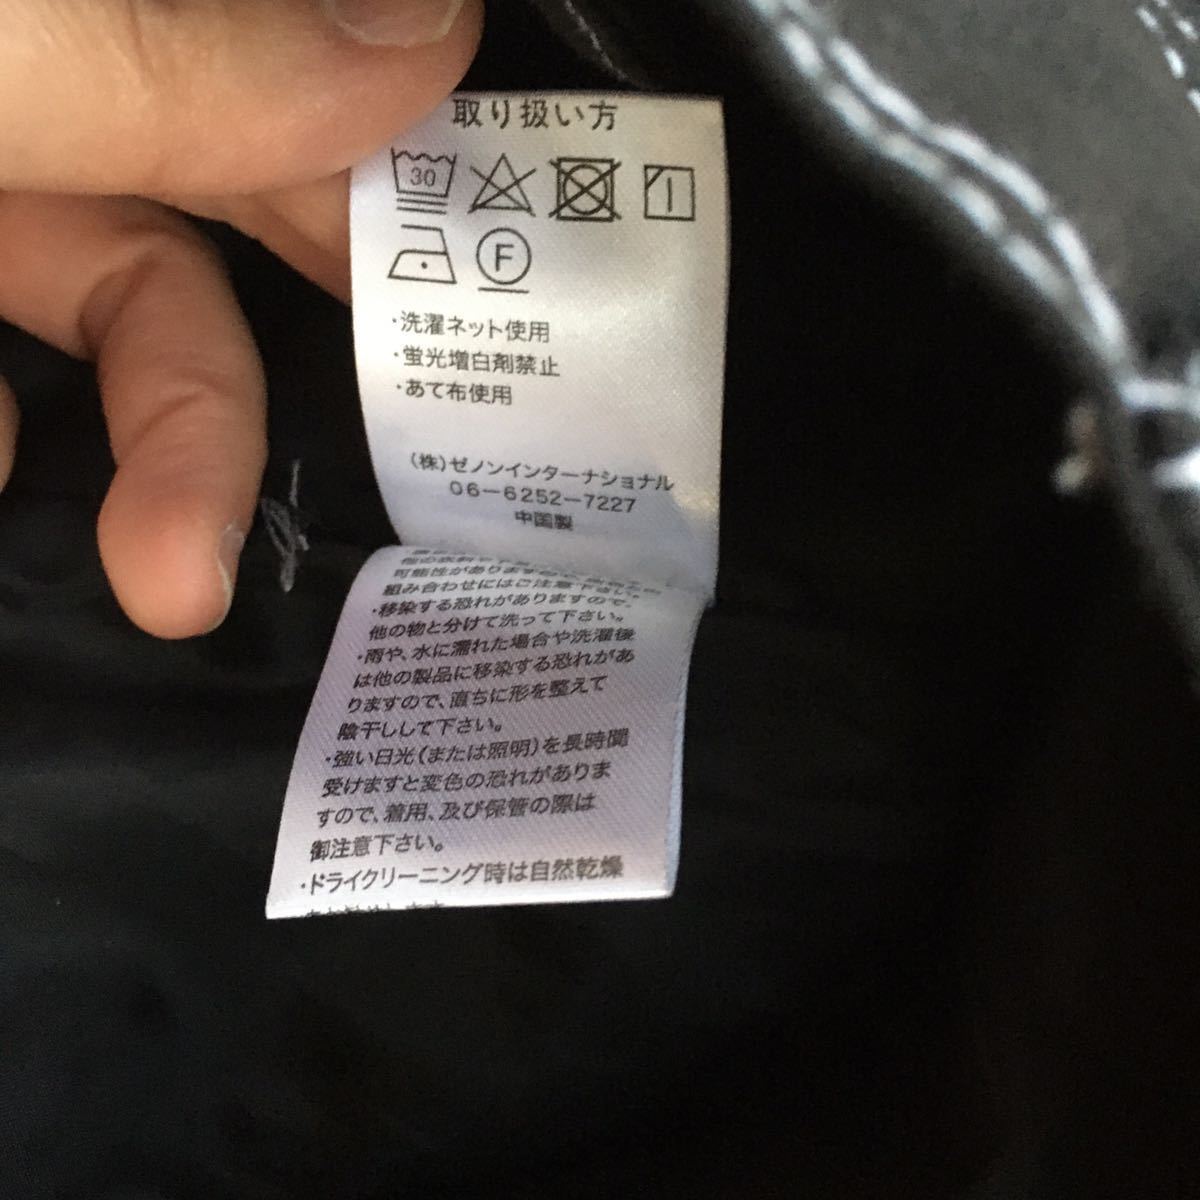 取り扱い方
30
F
・洗濯ネット使用
・蛍光増白剤禁止
・あて布使用
(株)ゼノンインターナショナル
06-6252-7227
中国製
可能性がありますので
組み合わせにはご注意下さい。
・移染する恐れがありますので、
他の物と分けて洗って下さい。
・雨や、水に濡れた場合や洗濯後
は他の製品に移染する恐れがあ
りますので、直ちに形を整えて
陰干しして下さい。
・強い日光(または照明)を長時間
受けますと変色の恐れがありま
すので、着用、及び保管の際は
御注意下さい。
・ドライクリーニング時は自然乾燥